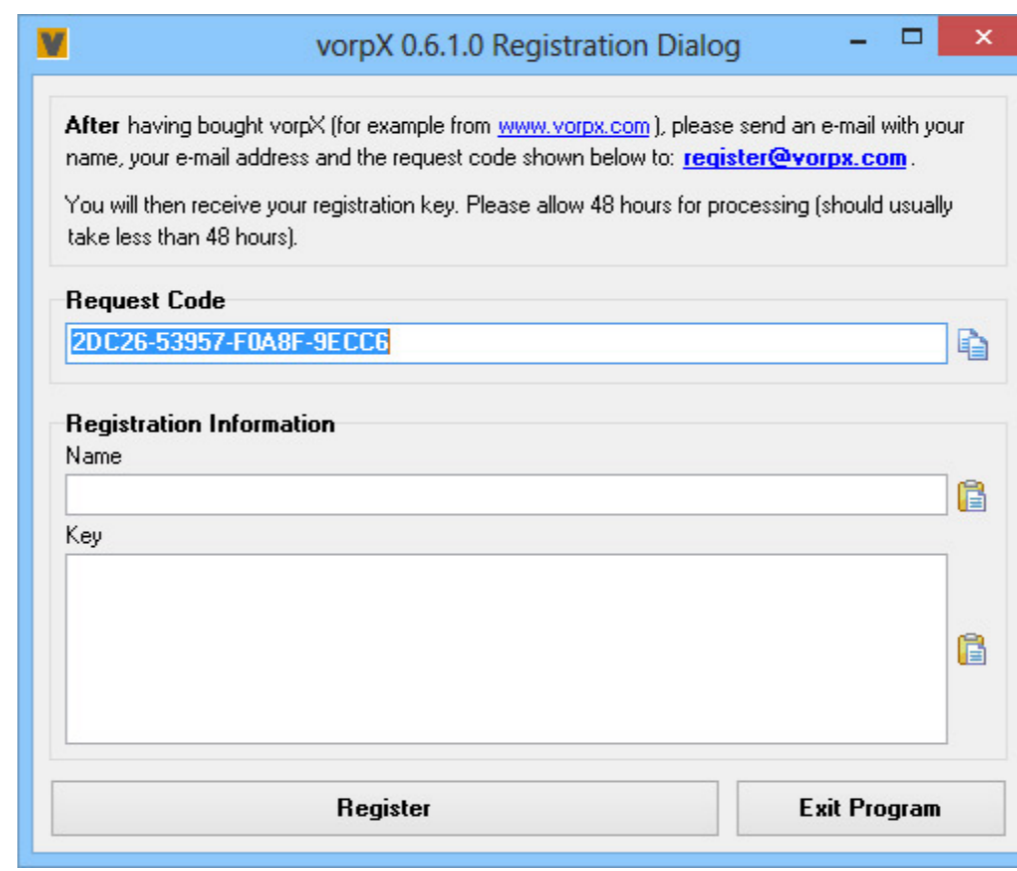 V
vorpX 0.6.1.0 Registration Dialog
After having bought vorpX (for example from www.vorpx.com ), please send an e-mail with your
name, your e-mail address and the request code shown below to: register@vorpx.com .
You will then receive your registration key. Please allow 48 hours for processing (should usually
take less than 48 hours).
Request Code
2DC26-53957-F0A8F-9ECC6
Registration Information
Name
Key
Register
Exit Program